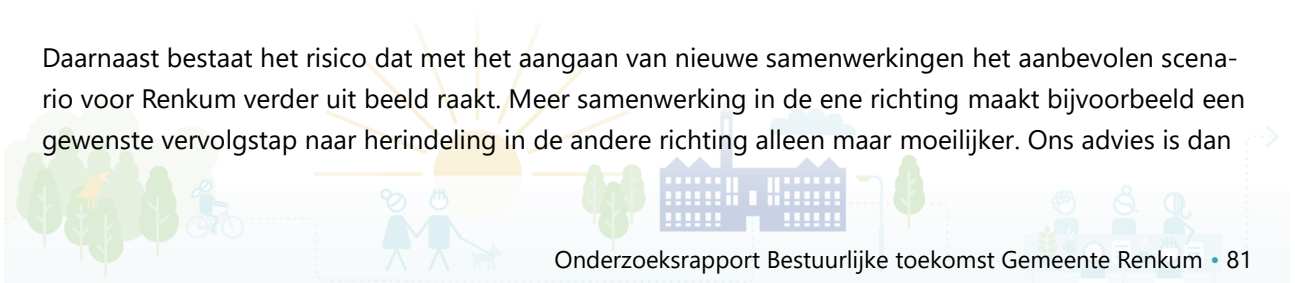 Daarnaast bestaat het risico dat met het aangaan van nieuwe samenwerkingen het aanbevolen scena-
rio voor Renkum verder uit beeld raakt. Meer samenwerking in de ene richting maakt bijvoorbeeld een
gewenste vervolgstap naar herindeling in de andere richting alleen maar moeilijker. Ons advies is dan
Onderzoeksrapport Bestuurlijke toekomst Gemeente Renkum • 81